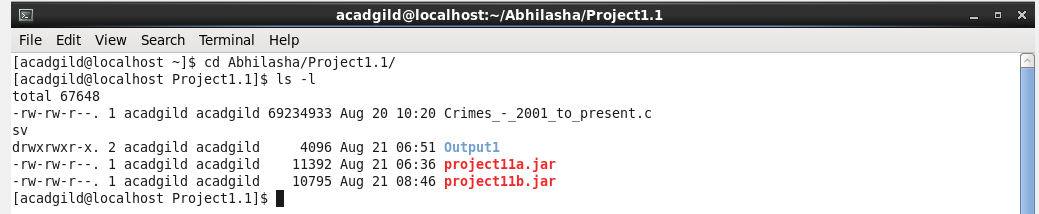 acadgild@localhost:~/Abhilasha/Project1.1
File Edit View Search Terminal Help
[acadgild@localhost ~]$ cd Abhilasha/Project1.1/
[acadgild@localhost Project1.1]$ ls -l
total 67648
-rw-rw-r--. 1 acadgild acadgild 69234933 Aug 20 10:20 Crimes_-_2001_to_present.c
sv
drwxrwxr-x. 2 acadgild acadgild     4096 Aug 21 06:51 Output1
-rw-rw-r--. 1 acadgild acadgild    11392 Aug 21 06:36 project11a.jar
-rw-rw-r--. 1 acadgild acadgild    10795 Aug 21 08:46 project11b.jar
[acadgild@localhost Project1.1]$